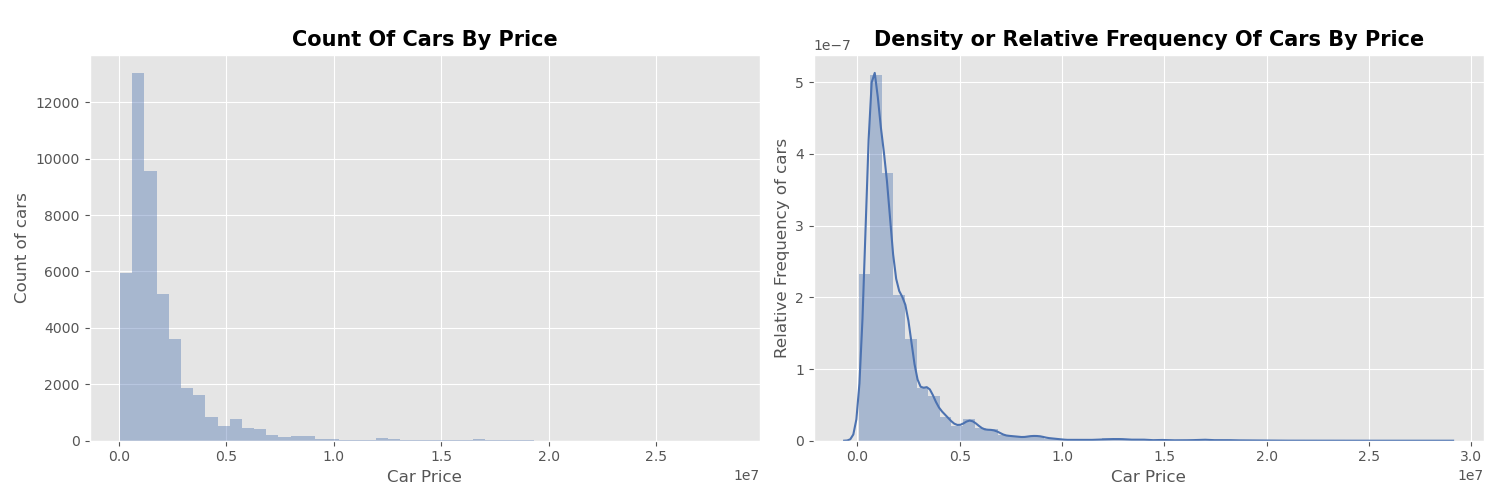 Count Of Cars By Price
Count of cars
12000
10000
8000
6000
4000
2000
0
0.0 0.5 1.0 1.5 2.0 2.5
1e7
Car Price
Density or Relative Frequency Of Cars By Price
1e−7
Relative Frequency of cars
5
4
3
2
1
0
0.0 0.5 1.0 1.5 2.0 2.5 3.0
1e7
Car Price